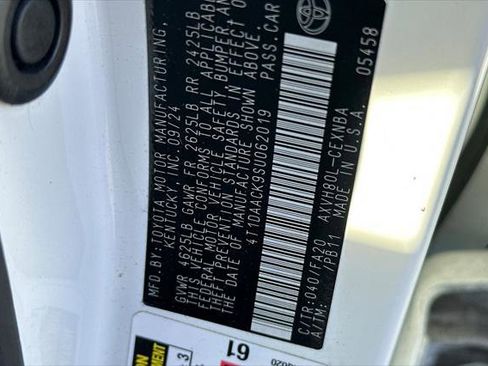 MFD.BY:TOYOTA MOTOR MANUFACTURING,
KENTUCKY, INC. 09/24
GVWR 4625LB GAWR FR 2625LB RR 2425LB
THIS VEHICLE CONFORMS TO ALL APPLICABLE
FEDERAL MOTOR VEHICLE SAFETY, BUMPER AND
THEFT PREVENTION STANDARDS IN EFFECT ON
THE DATE OF MANUFACTURE SHOWN ABOVE.
4T1DAACK9SU062019 PASS.CAR
C/TR:040/FA20 AXVH80L-CEXNBA
A/TM: /PB11 MADE IN U.S.A.
05458
61
2020